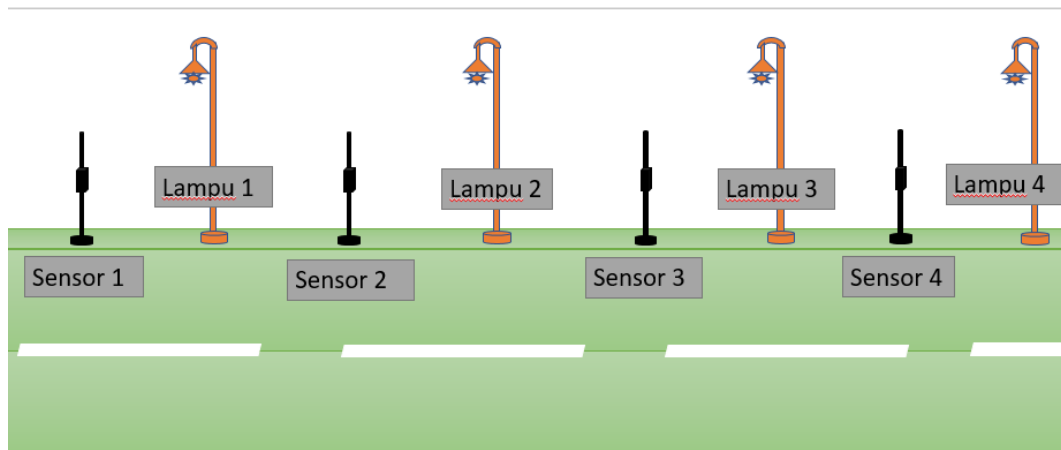 Lampu 1
Lampu 2
Lampu 3
Lampu 4
Sensor 1
Sensor 2
Sensor 3
Sensor 4